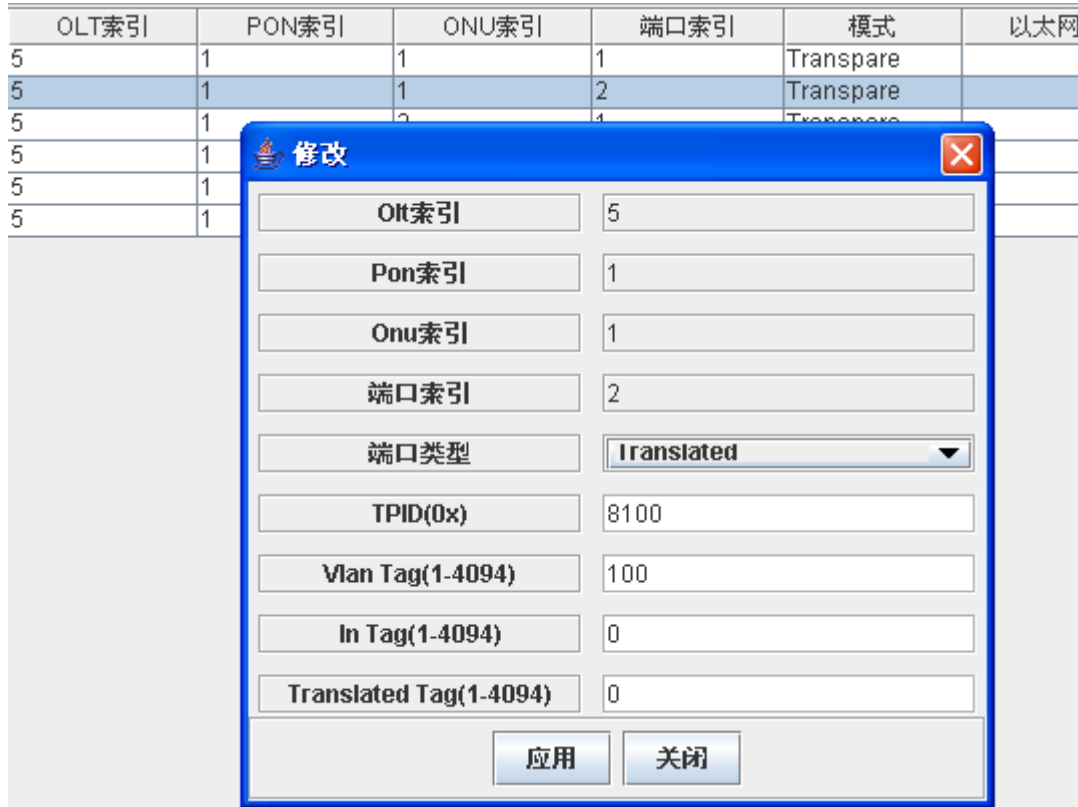 OLT索引 PON索引 ONU索引 端口索引 模式 以太网
5 1 1 1 Transpare
5 1 1 2 Transpare
5 1 2 1 Transpare
5 1
5 1
5 1
修改
Olt索引 5
Pon索引 1
Onu索引 1
端口索引 2
端口类型 Translated
TPID(0x) 8100
Vlan Tag(1-4094) 100
In Tag(1-4094) 0
Translated Tag(1-4094) 0
应用 关闭